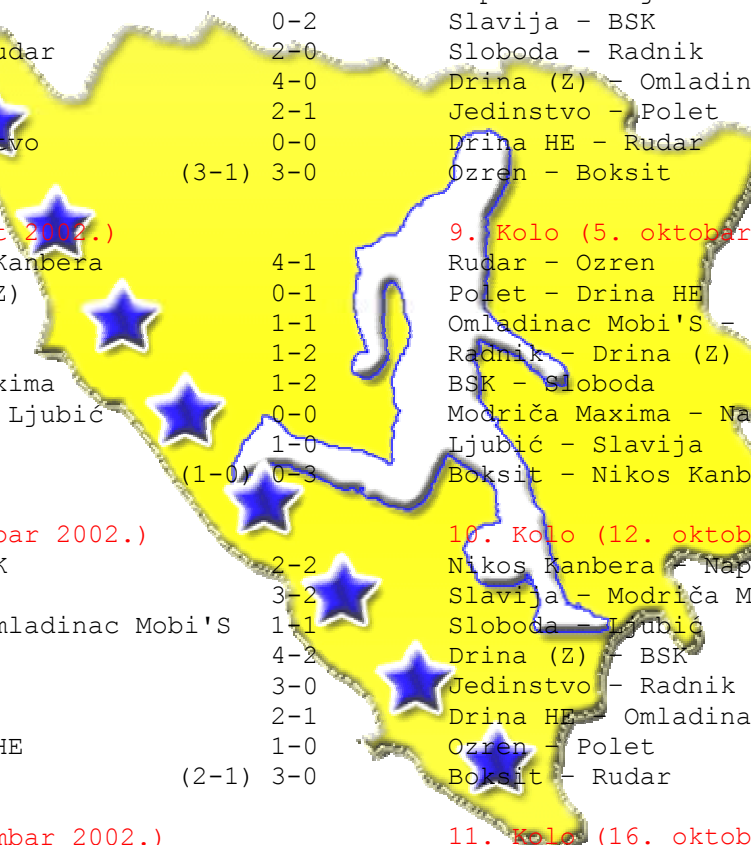 0-2 Slavija – BSK
udar 2-0 Sloboda - Radnik
4-0 Drina (Z) – Omladin
2-1 Jedinstvo – Polet
tvo 0-0 Drina HE – Rudar
(3-1) 3-0 Ozren – Boksit
t 2002.) 9. Kolo (5. oktobar
Kanbera 4-1 Rudar – Ozren
Z) 0-1 Polet – Drina HE
1-1 Omladinac Mobi'S –
1-2 Radnik – Drina (Z)
xima 1-2 BSK – Sloboda
Ljubić 0-0 Modriča Maxima – Na
1-0 Ljubić – Slavija
(1-0) 0-3 Boksit – Nikos Kanb
bar 2002.) 10. Kolo (12. oktob
K 2-2 Nikos Kanbera – Nap
3-2 Slavija – Modriča M
mladinac Mobi'S 1-1 Sloboda – Ljubić
4-2 Drina (Z) – BSK
3-0 Jedinstvo – Radnik
2-1 Drina HE – Omladina
HE 1-0 Ozren – Polet
(2-1) 3-0 Boksit – Rudar
mbar 2002.) 11. Kolo (16. oktob